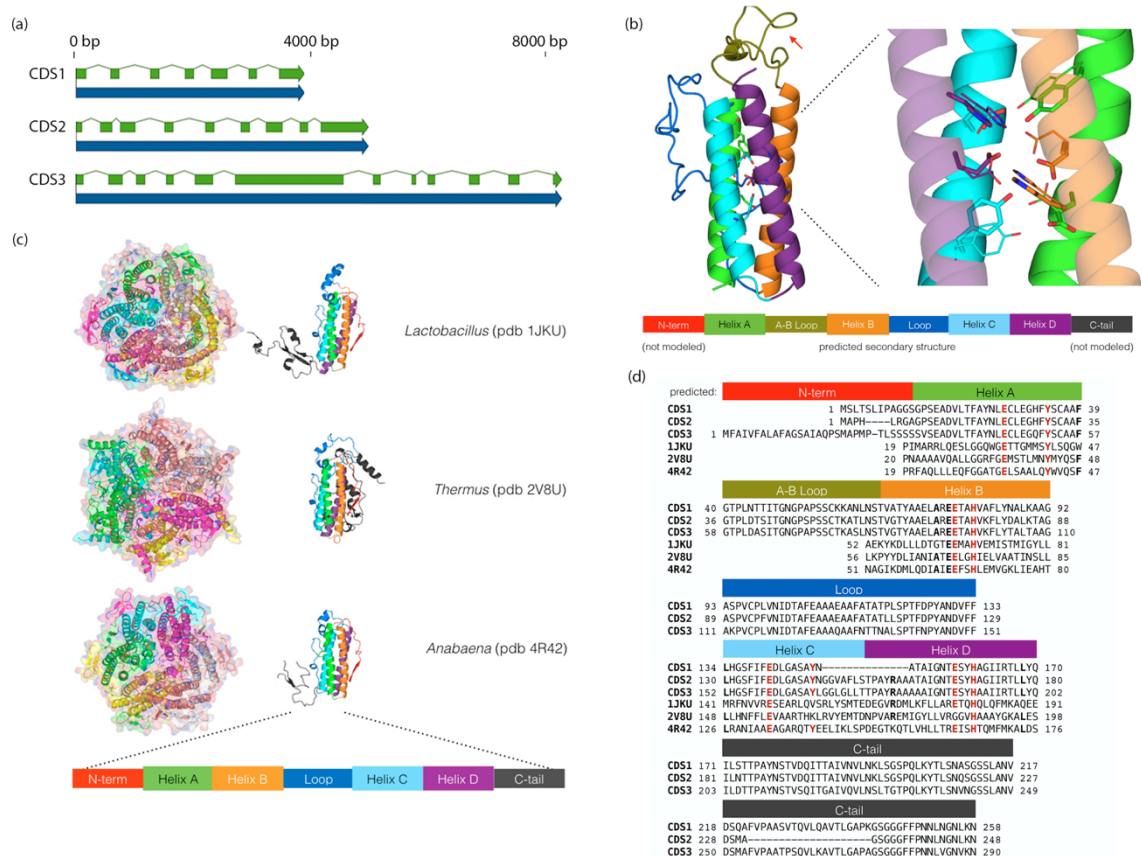 (a)
0 bp 4000 bp 8000 bp
CDS1
CDS2
CDS3
(b)
N-term Helix A A-B Loop Helix B Loop Helix C Helix D C-tail
(not modeled) predicted secondary structure (not modeled)
(c)
Lactobacillus (pdb 1JKU)
Thermus (pdb 2V8U)
Anabaena (pdb 4R42)
N-term Helix A Helix B Loop Helix C Helix D C-tail
(d)
predicted: N-term Helix A
CDS1 1 MSLTSLIPAGGSGPSEADVLTFAYNLECLEGHFYSCAAF 39
CDS2 1 MAPH----LRGAGPSEADVLTFAYNLECLEGHFYSCAAF 35
CDS3 1 MFAIVFALAFAGSAIAQPSMAPMP-TLSSSSVSEADVLTFAYNLECLEGQFYSCAAF 57
1JKU 19 PIMARRLQESLGGQWGETTGMMSYLSQGW 47
2V8U 20 PNAAAAVQALLGGRFGEMSTLMNYMYQSF 48
4R42 19 PRFAQLLLEQFGGATGELSAALQYWVQSF 47
A-B Loop Helix B
CDS1 40 GTPLNTTITGNGPAPSSCKKANLNSTVATYAAELAREETAHVAFLYNALKAAG 92
CDS2 36 GTPLDTSITGNGPSPSSCKKANLNSTVGTYAAELAREETAHVKFLYDALKTAG 88
CDS3 58 GTPLDASITGNGPAPSSCTKASLNSTVGTYAAELAREETAHVKFLYTALKAAG 110
1JKU 52 AEKYKDLLLDTGTEEMAHVEMISTMIGYLL 81
2V8U 56 LKPYYDLIANIATEELGHIELVAATINSLL 85
4R42 51 NAGIKDMLQDIAIEEFSHLEMVGKLIEAHT 80
Loop
CDS1 93 ASPVCPLVNIDTAFEAAAEAAFATATPLSPTFDPYANDVFF 133
CDS2 89 ASPVCPLVNIDTAFEAAAEAAFATATLLSPTFDPYANDVFF 129
CDS3 111 AKPVCPLVNIDTAFEAAAQAAFNTTNALSPTFNPYANDVFF 151
Helix C Helix D
CDS1 134 LHGSFIFEDLGASAYN---------------ATAIGNTESYHAGIIRTLLYQ 170
CDS2 130 LHGSFIFEDLGASAYNGGVAFLSTPAYRAAATAIGNTESYHAGIIRTLLYQ 180
CDS3 152 LHGSFIFEDLGASAYLGGLGLLTTPAYRAAAAAIGNTESYHAAIIRTLLYQ 202
1JKU 141 MRFNVVRESEARLQVSRLYSMTEDEGVRDMLKFLLARETQHQLQFMKAQEE 191
2V8U 148 LLHNFFLEVAARTHKLRVYEMTDNPVAREMIGYLLVRGGVHAAAYGKALES 198
4R42 126 LRANIAAEAGARQTYEELIKLSPDEGTKQTLVHLLTREISHTQMFMKALDS 176
C-tail
CDS1 171 ILSTTPAYNSTVDQITTAIVNVLNKLSGSPQLKYTLSNAGSSLANV 217
CDS2 181 ILNTTPAYNSTVDQITTAIVNVLNKLSGSPQLKYTLSNQSGSSLANV 227
CDS3 203 ILDTTPAYNSTVSQITGAIVQVLNSLTGTPQLKYTLSNVNGSSLANV 249
C-tail
CDS1 218 DSQAFVPAASVTQVLQAVTLGAPKGSGGGFFPNNLNGNLKN 258
CDS2 228 DSMA--------------------GSGGGFFPNNLNGNLKN 248
CDS3 250 DSMAFVPAATPSQVLKAVTLGAPAGSGGGFFPNNLVGNVKN 290